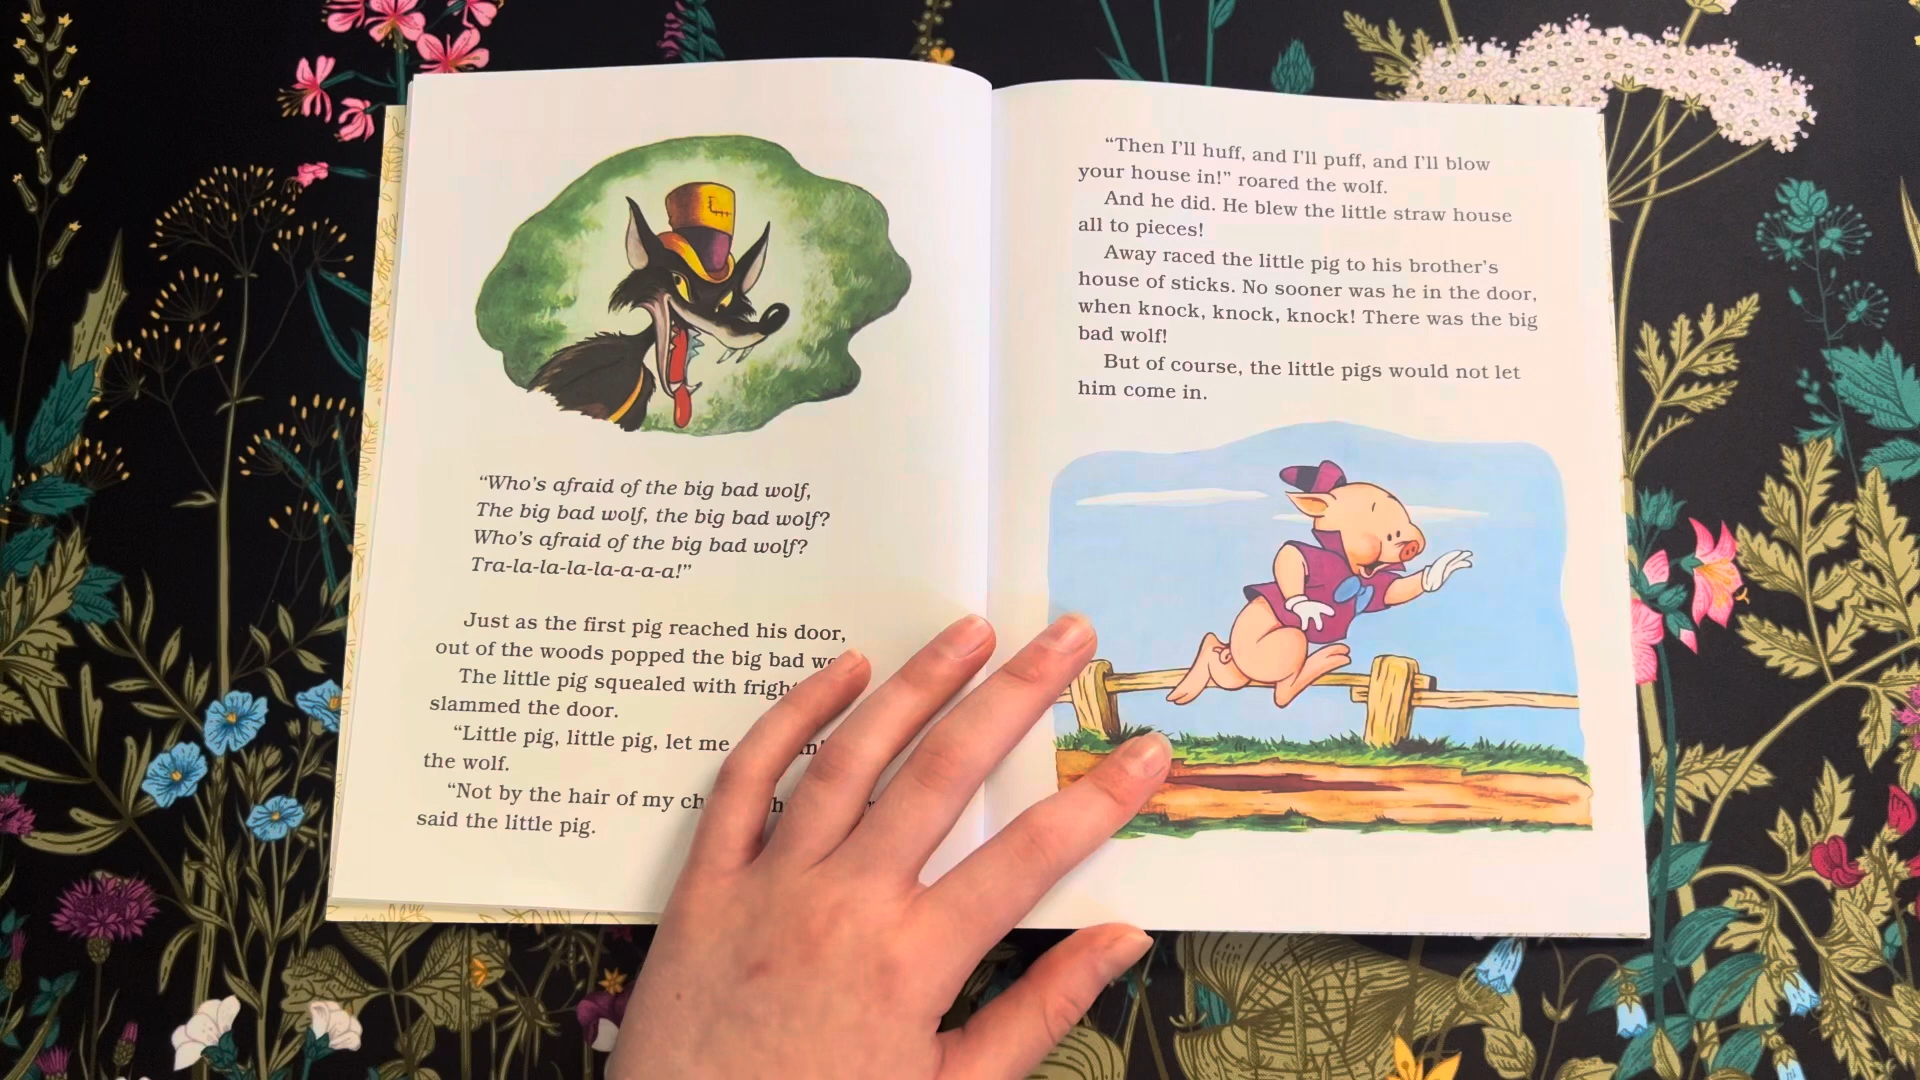 “Who’s afraid of the big bad wolf,
The big bad wolf, the big bad wolf?
Who’s afraid of the big bad wolf?
Tra-la-la-la-la-a-a-a!”
Just as the first pig reached his door,
out of the woods popped the big bad
The little pig squealed with
slammed the door.
“Little pig, little pig, let me
the wolf.
“Not by the hair of my
said the little pig.
“Then I’ll huff, and I’ll puff, and I’ll blow
your house in!” roared the wolf.
And he did. He blew the little straw house
all to pieces!
Away raced the little pig to his brother’s
house of sticks. No sooner was he in the door,
when knock, knock, knock! There was the big
bad wolf!
But of course, the little pigs would not let
him come in.